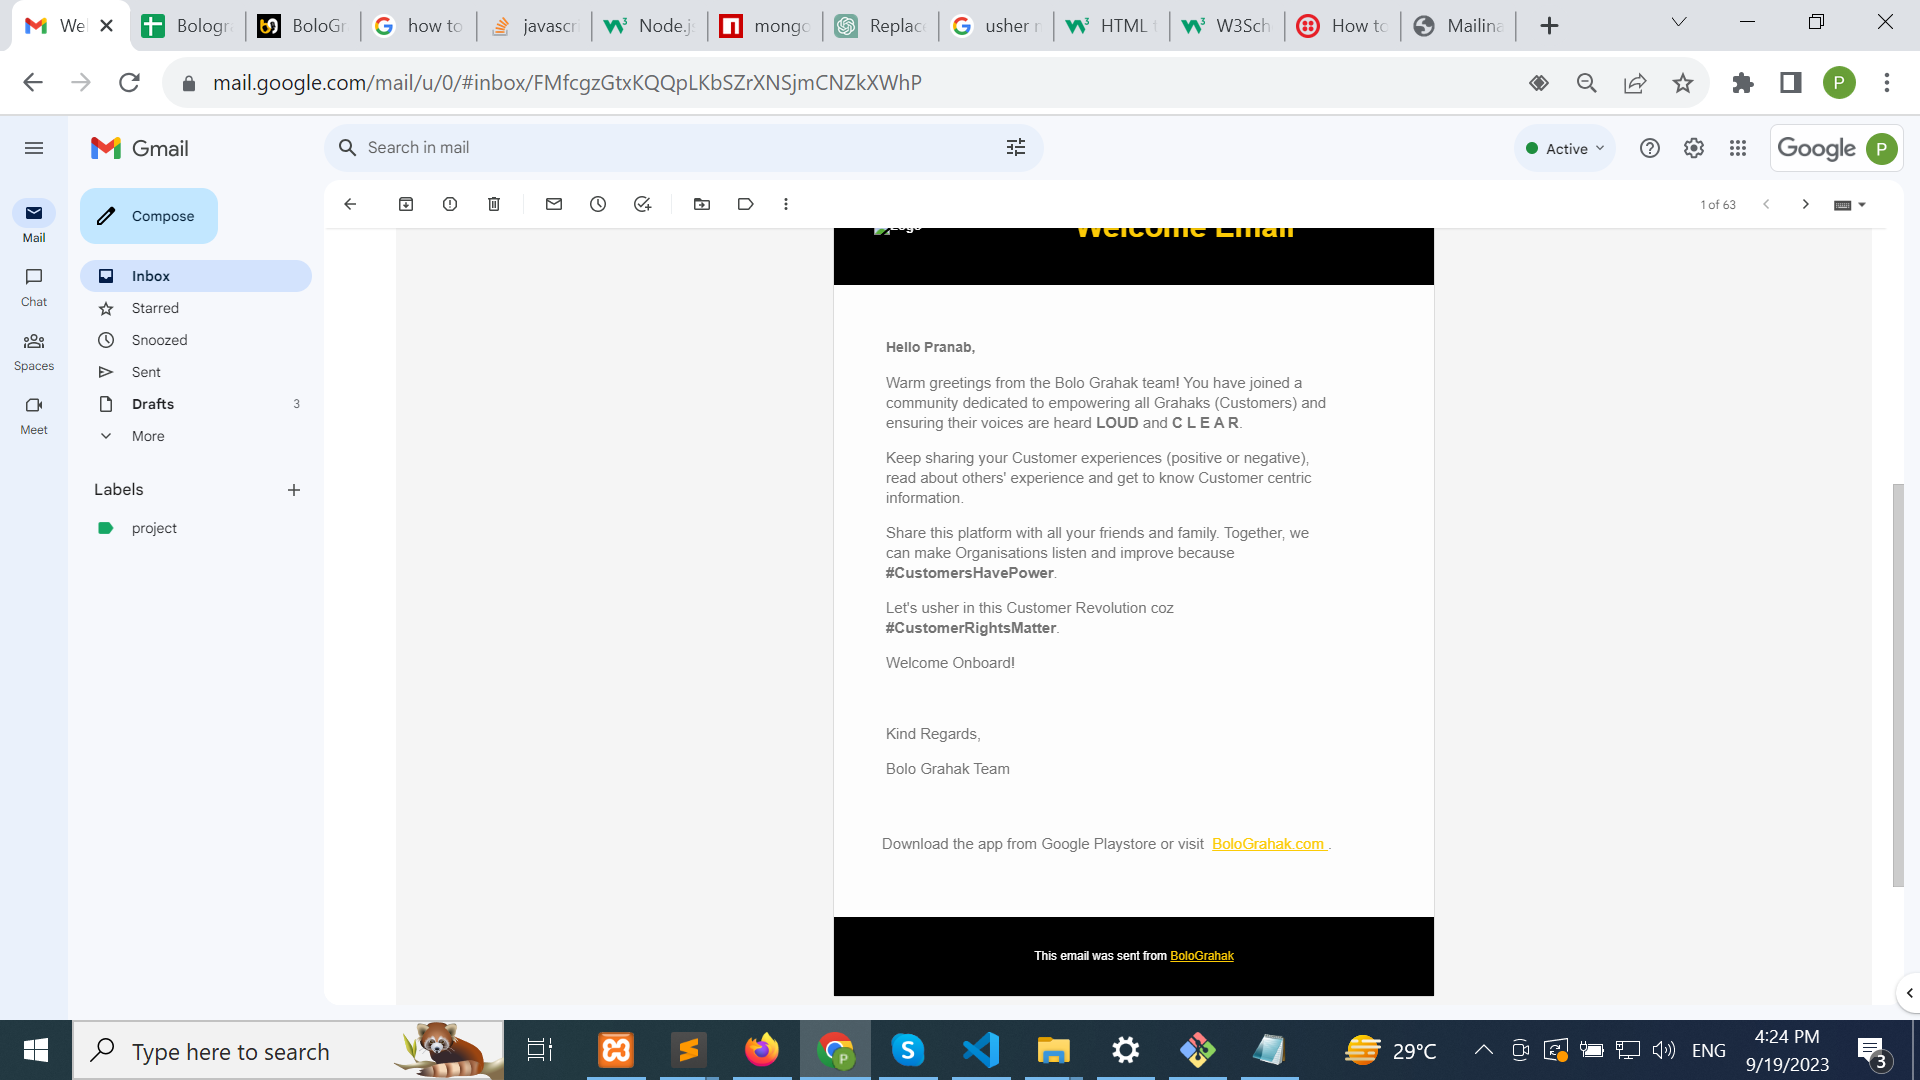 Wel
Bologra
BoloGr
how to
javascri
Node.js
mongo
Replace
usher
HTML t
W3Sch
How to
Mailina
mail.google.com/mail/u/0/#inbox/FMfcgzGtxKQQpLKbSZrXNSjmCNZkXWhP
P
Gmail
Search in mail
Active
Google
P
Compose
1 of 63
Mail
Inbox
Starred
Chat
Snoozed
Spaces
Sent
Drafts
3
Meet
More
Labels
project
Logo
Welcome Email
Hello Pranab,
Warm greetings from the Bolo Grahak team! You have joined a
community dedicated to empowering all Grahaks (Customers) and
ensuring their voices are heard LOUD and C L E A R.
Keep sharing your Customer experiences (positive or negative),
read about others' experience and get to know Customer centric
information.
Share this platform with all your friends and family. Together, we
can make Organisations listen and improve because
#CustomersHavePower.
Let's usher in this Customer Revolution coz
#CustomerRightsMatter.
Welcome Onboard!
Kind Regards,
Bolo Grahak Team
Download the app from Google Playstore or visit BoloGrahak.com .
This email was sent from BoloGrahak
Type here to search
29°C
ENG
4:24 PM
9/19/2023
3